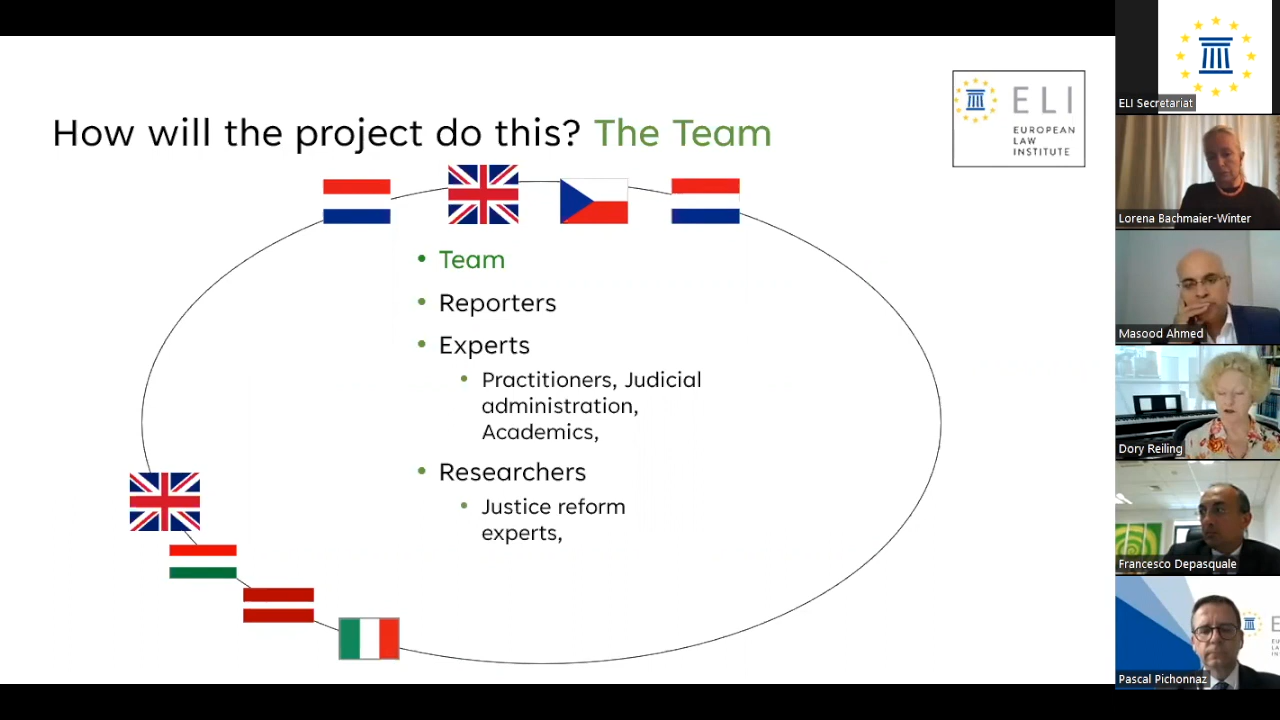 How will the project do this? The Team
ELI
EUROPEAN
LAW
INSTITUTE
• Team
• Reporters
• Experts
• Practitioners, Judicial
administration,
Academics,
• Researchers
• Justice reform
experts,
ELI Secretariat
Lorena Bachmaier-Winter
Masood Ahmed
Dory Reiling
Francesco Depasquale
E
Pascal Pichonnaz